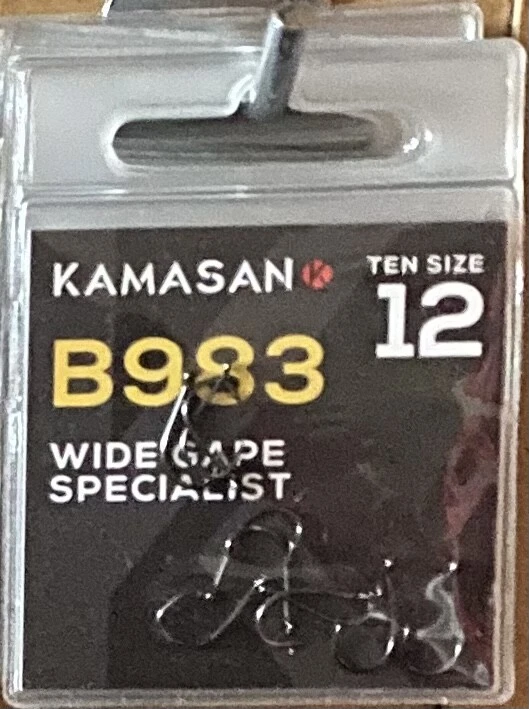 KAMASAN K
TEN SIZE
12
B983
WIDE GAPE
SPECIALIST